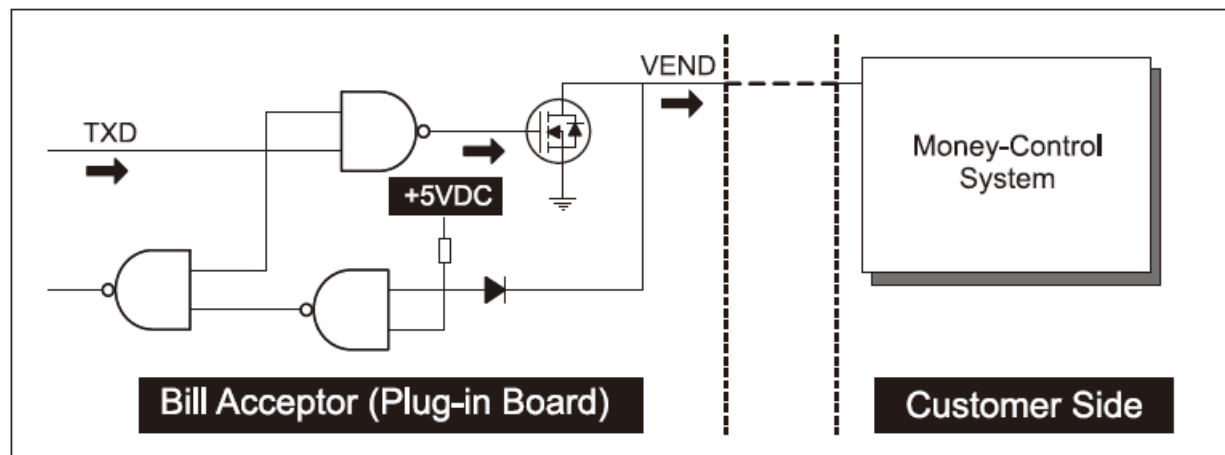 VEND
TXD
+5VDC
Money-Control
System
Bill Acceptor (Plug-in Board)
Customer Side